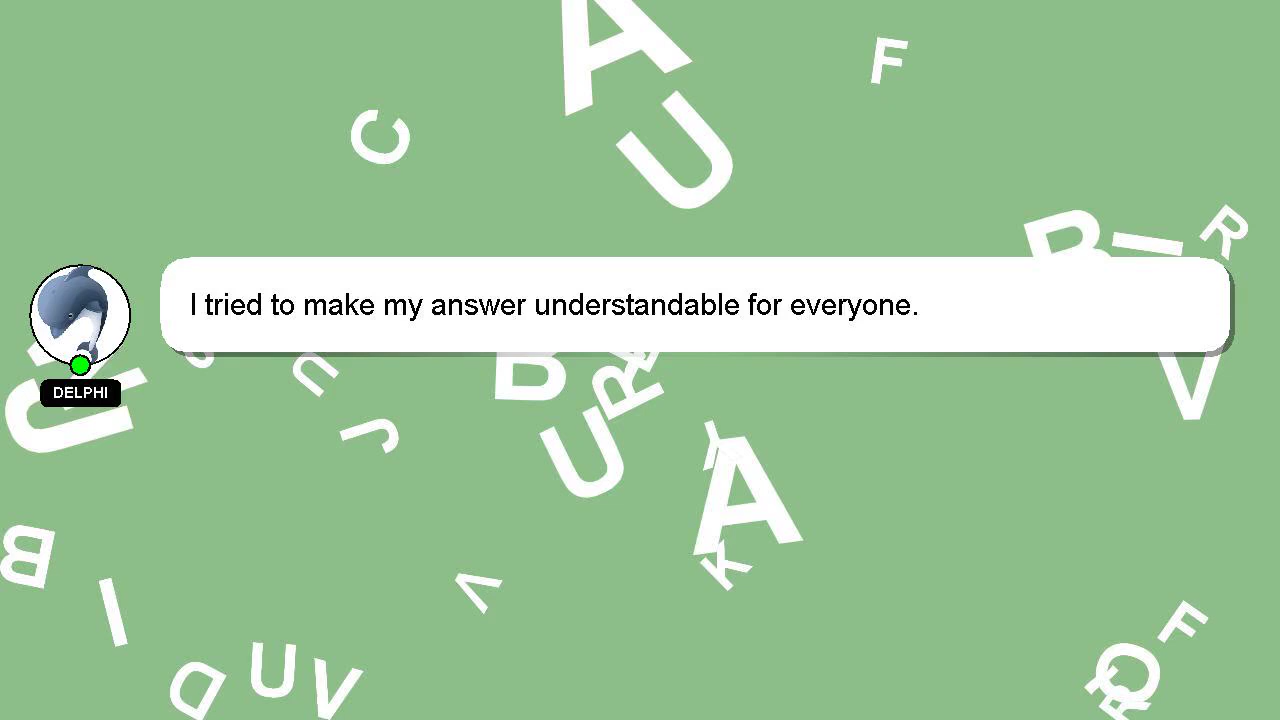 I tried to make my answer understandable for everyone.
DELPHI
A
F
C
U
B
I
R
U
B
R
V
U
J
A
K
B
I
V
D
U
V
F
Q
R